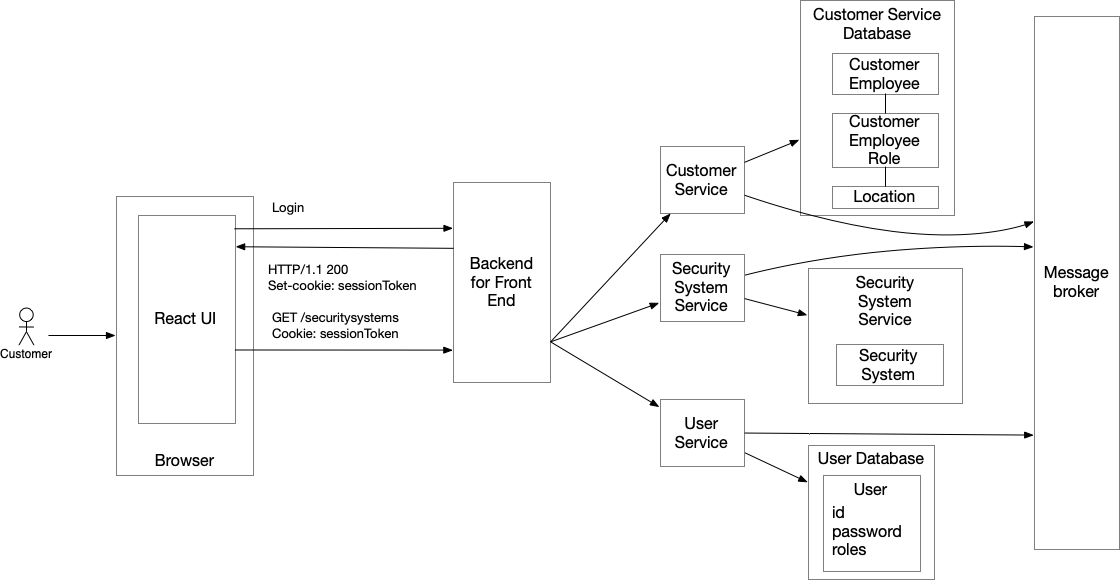 Customer
React UI
Browser
Login
HTTP/1.1 200
Set-cookie: sessionToken
GET /securitysystems
Cookie: sessionToken
Backend
for Front
End
Customer
Service
Security
System
Service
User
Service
Customer Service
Database
Customer
Employee
Customer
Employee
Role
Location
Security
System
Service
Security
System
User Database
User
id
password
roles
Message
broker